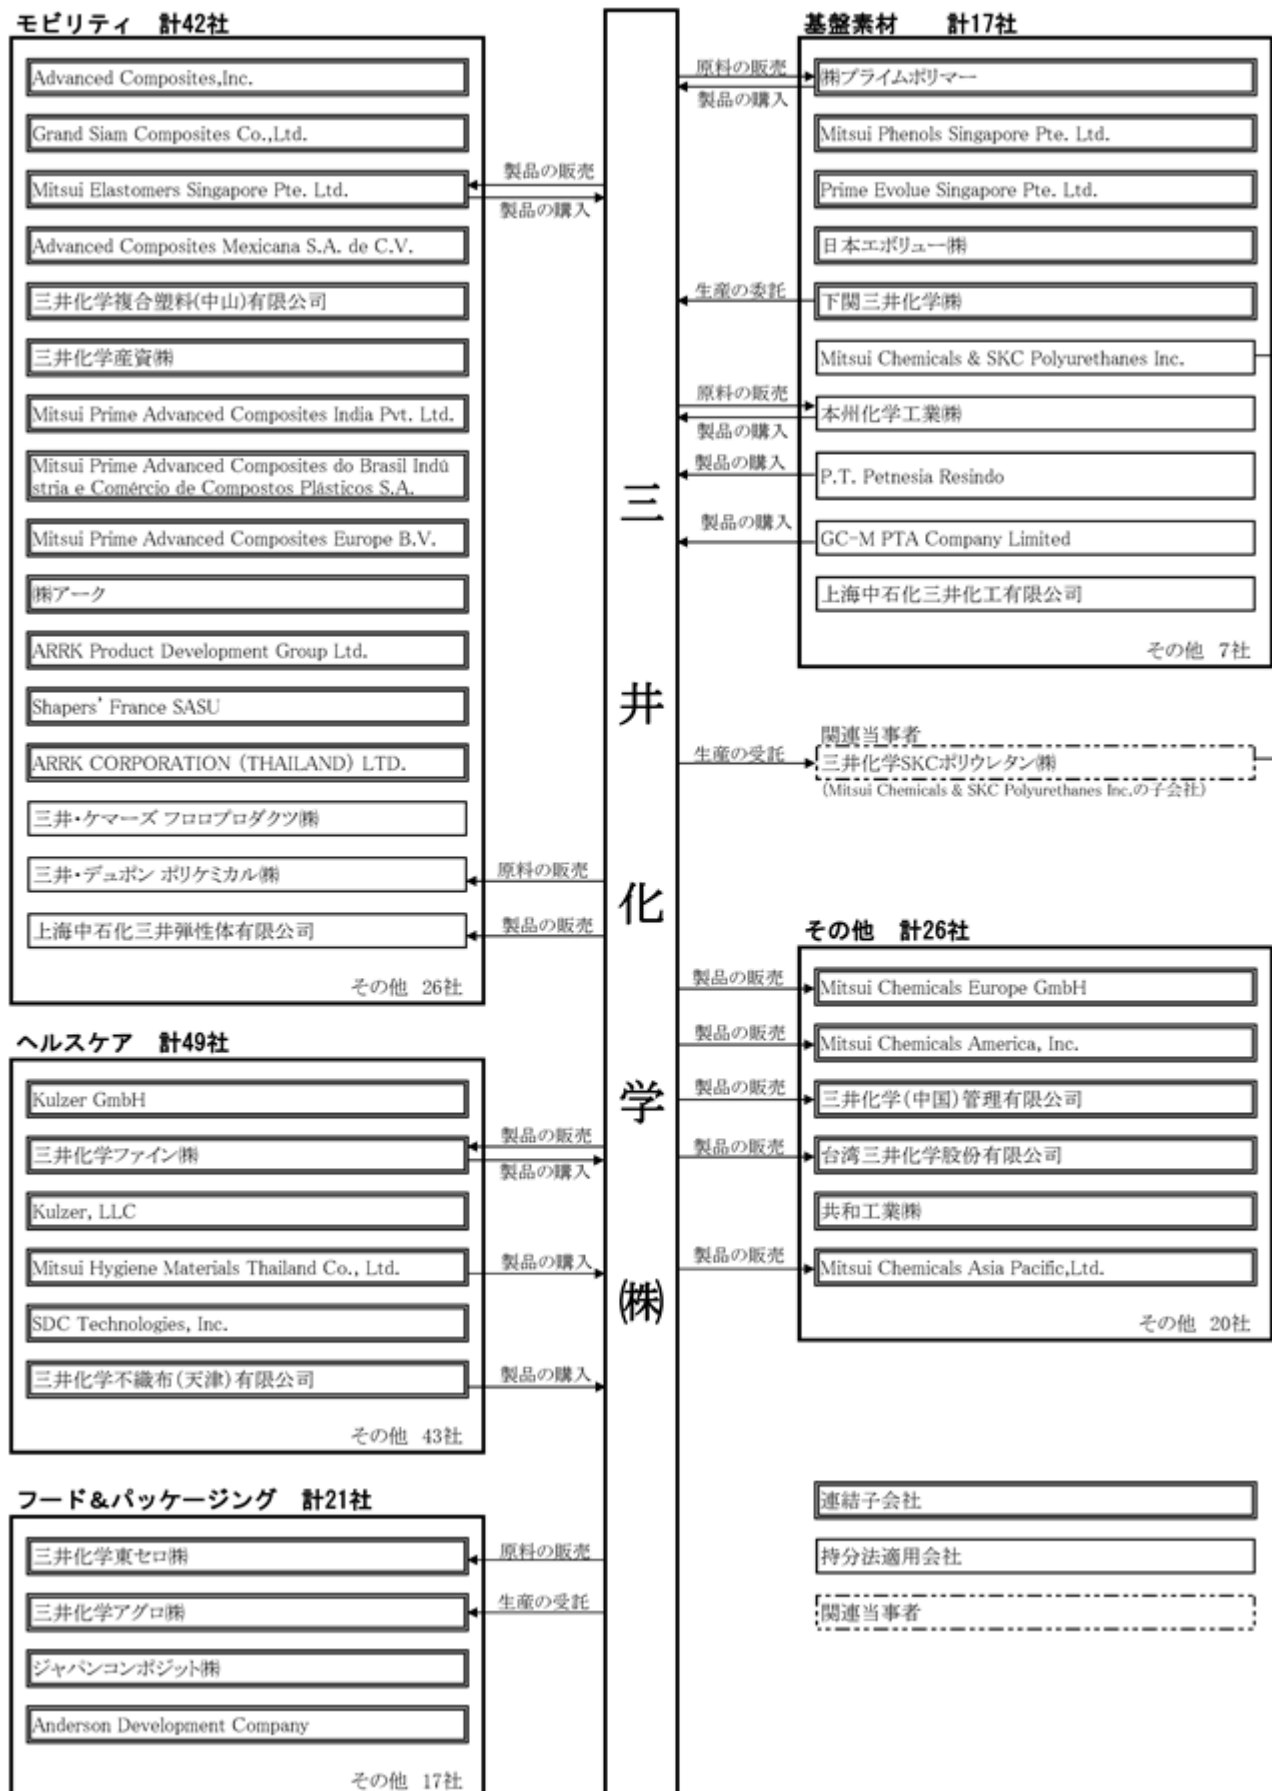 モビリティ 計42社
Advanced Composites,Inc.
Grand Siam Composites Co.,Ltd.
Mitsui Elastomers Singapore Pte. Ltd.
製品の販売
製品の購入
Advanced Composites Mexicana S.A. de C.V.
三井化学複合塑料(中山)有限公司
三井化学産資㈱
Mitsui Prime Advanced Composites India Pvt. Ltd.
Mitsui Prime Advanced Composites do Brasil Indú
stria e Comércio de Compostos Plásticos S.A.
Mitsui Prime Advanced Composites Europe B.V.
㈱アーク
ARRK Product Development Group Ltd.
Shapers' France SASU
ARRK CORPORATION (THAILAND) LTD.
三井・ケマーズ フロロプロダクツ㈱
三井・デュポン ポリケミカル㈱
原料の販売
上海中石化三井弾性体有限公司
製品の販売
その他 26社
ヘルスケア 計49社
Kulzer GmbH
三井化学ファイン㈱
製品の販売
製品の購入
Kulzer, LLC
Mitsui Hygiene Materials Thailand Co., Ltd.
製品の購入
SDC Technologies, Inc.
三井化学不織布(天津)有限公司
製品の購入
その他 43社
フード&パッケージング 計21社
三井化学東セロ㈱
原料の販売
三井化学アグロ㈱
生産の受託
ジャパンコンポジット㈱
Anderson Development Company
その他 17社
三井化学㈱
基盤素材 計17社
原料の販売
製品の購入
㈱プライムポリマー
Mitsui Phenols Singapore Pte. Ltd.
Prime Evolue Singapore Pte. Ltd.
日本エボリュー㈱
生産の委託
下関三井化学㈱
Mitsui Chemicals & SKC Polyurethanes Inc.
原料の販売
製品の購入
本州化学工業㈱
製品の購入
P.T. Petnesia Resindo
製品の購入
GC-M PTA Company Limited
上海中石化三井化工有限公司
その他 7社
関連当事者
生産の受託
三井化学SKCポリウレタン㈱
(Mitsui Chemicals & SKC Polyurethanes Inc.の子会社)
その他 計26社
製品の販売
Mitsui Chemicals Europe GmbH
製品の販売
Mitsui Chemicals America, Inc.
製品の販売
三井化学(中国)管理有限公司
製品の販売
台湾三井化学股份有限公司
共和工業㈱
製品の販売
Mitsui Chemicals Asia Pacific,Ltd.
その他 20社
連結子会社
持分法適用会社
関連当事者